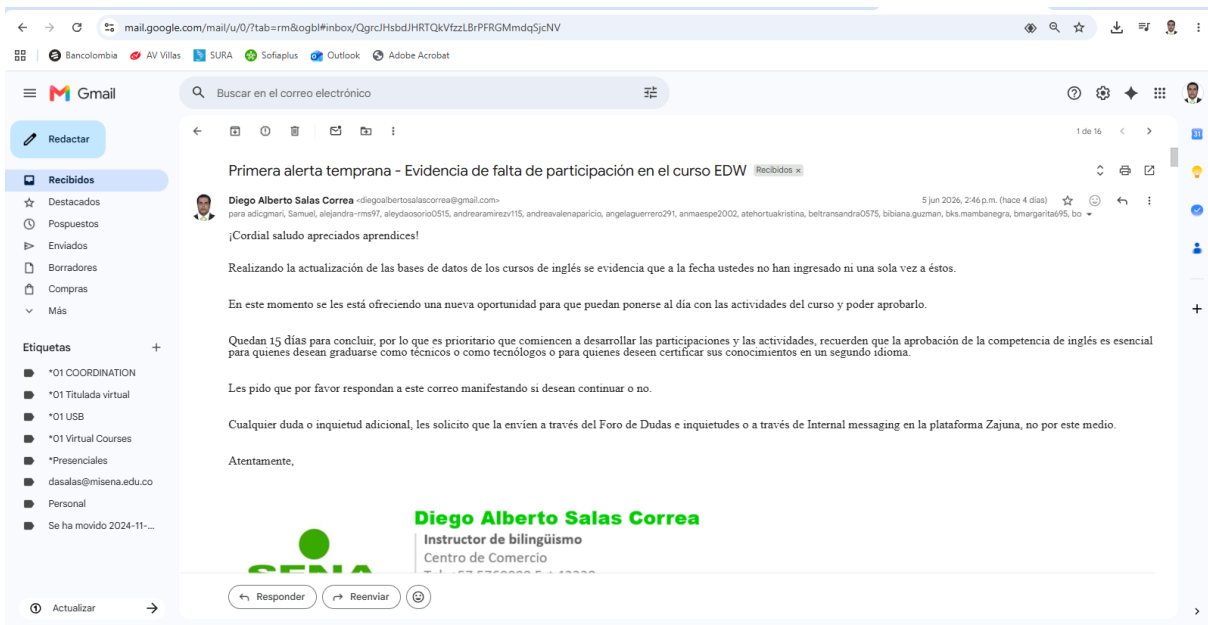 mail.google.com/mail/u/0/?tab=rm&ogbl#inbox/QgrcJHsbdJHRTQkVfzzLBrPFRGMmdqSjcNV
Bancolombia AV Villas SURA Sofiaplus Outlook Adobe Acrobat
Gmail
Buscar en el correo electrónico
Redactar
1 de 16
Recibidos
Destacados
Pospuestos
Enviados
Borradores
Compras
Más
Etiquetas
*01 COORDINATION
*01 Titulada virtual
*01 USB
*01 Virtual Courses
*Presenciales
dasalas@misena.edu.co
Personal
Se ha movido 2024-11-...
Actualizar
Primera alerta temprana - Evidencia de falta de participación en el curso EDW Recibidos x
Diego Alberto Salas Correa <diegoalbertosalascorrea@gmail.com> 5 jun 2026, 2:46 p.m. (hace 4 días)
para adicgmari, Samuel, alejandra-rms97, aleydaosorio0515, andrearamirezv115, andreavalenaparicio, angelaguerrero291, anmaespe2002, atehortuakristina, beltransandra0575, bibiana.guzman, bks.mambanegra, bmargarita695, bo
¡Cordial saludo apreciados aprendices!
Realizando la actualización de las bases de datos de los cursos de inglés se evidencia que a la fecha ustedes no han ingresado ni una sola vez a éstos.
En este momento se les está ofreciendo una nueva oportunidad para que puedan ponerse al día con las actividades del curso y poder aprobarlo.
Quedan 15 días para concluir, por lo que es prioritario que comiencen a desarrollar las participaciones y las actividades, recuerden que la aprobación de la competencia de inglés es esencial
para quienes desean graduarse como técnicos o como tecnólogos o para quienes deseen certificar sus conocimientos en un segundo idioma.
Les pido que por favor respondan a este correo manifestando si desean continuar o no.
Cualquier duda o inquietud adicional, les solicito que la envíen a través del Foro de Dudas e inquietudes o a través de Internal messaging en la plataforma Zajuna, no por este medio.
Atentamente,
Diego Alberto Salas Correa
Instructor de bilingüismo
Centro de Comercio
SENA
Responder
Reenviar
31